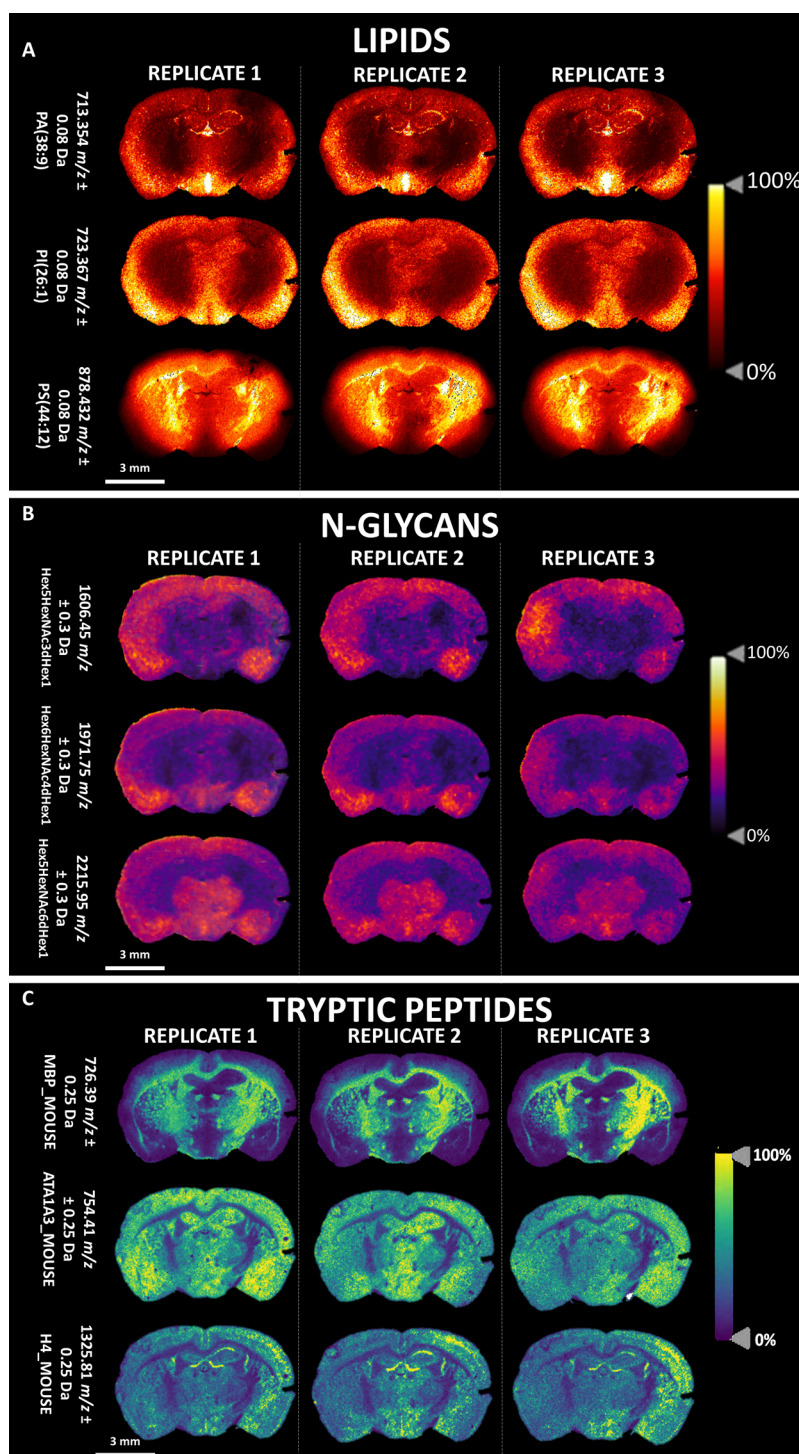 A
LIPIDS
REPLICATE 1
REPLICATE 2
REPLICATE 3
713.354 m/z ±
0.08 Da
PA(38:9)
723.367 m/z ±
0.08 Da
PI(26:1)
878.432 m/z ±
0.08 Da
PS(44:12)
100%
0%
3 mm
B
N-GLYCANS
REPLICATE 1
REPLICATE 2
REPLICATE 3
1606.45 m/z
± 0.3 Da
Hex5HexNAc3dHex1
1971.75 m/z
± 0.3 Da
Hex6HexNAc4dHex1
2215.95 m/z
± 0.3 Da
Hex5HexNAc6dHex1
100%
0%
3 mm
C
TRYPTIC PEPTIDES
REPLICATE 1
REPLICATE 2
REPLICATE 3
726.39 m/z ±
0.25 Da
MBP_MOUSE
754.41 m/z
± 0.25 Da
ATA1A3_MOUSE
1325.81 m/z ±
0.25 Da
H4_MOUSE
100%
0%
3 mm